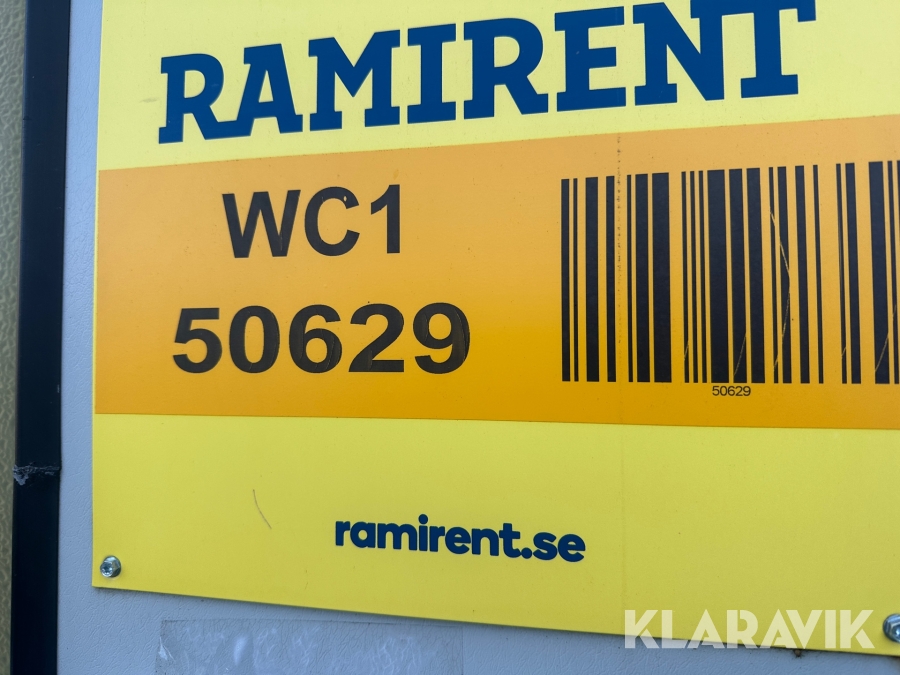 RAMIRENT
WC1
50629
50629
ramirent.se
KLARAVIK